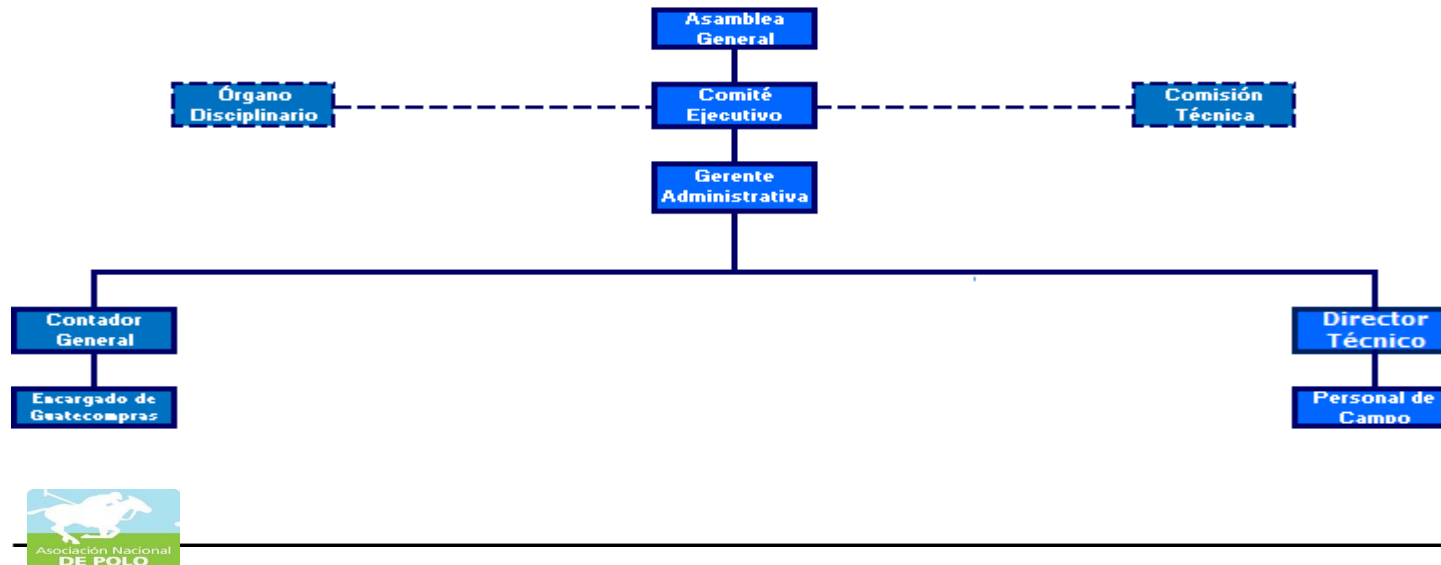 Asamblea
General
Órgano
Disciplinario
Comité
Ejecutivo
Comisión
Técnica
Gerente
Administrativa
Contador
General
Director
Técnico
Encargado de
Guatecompras
Personal de
Campo
Asociación Nacional
DE POLO